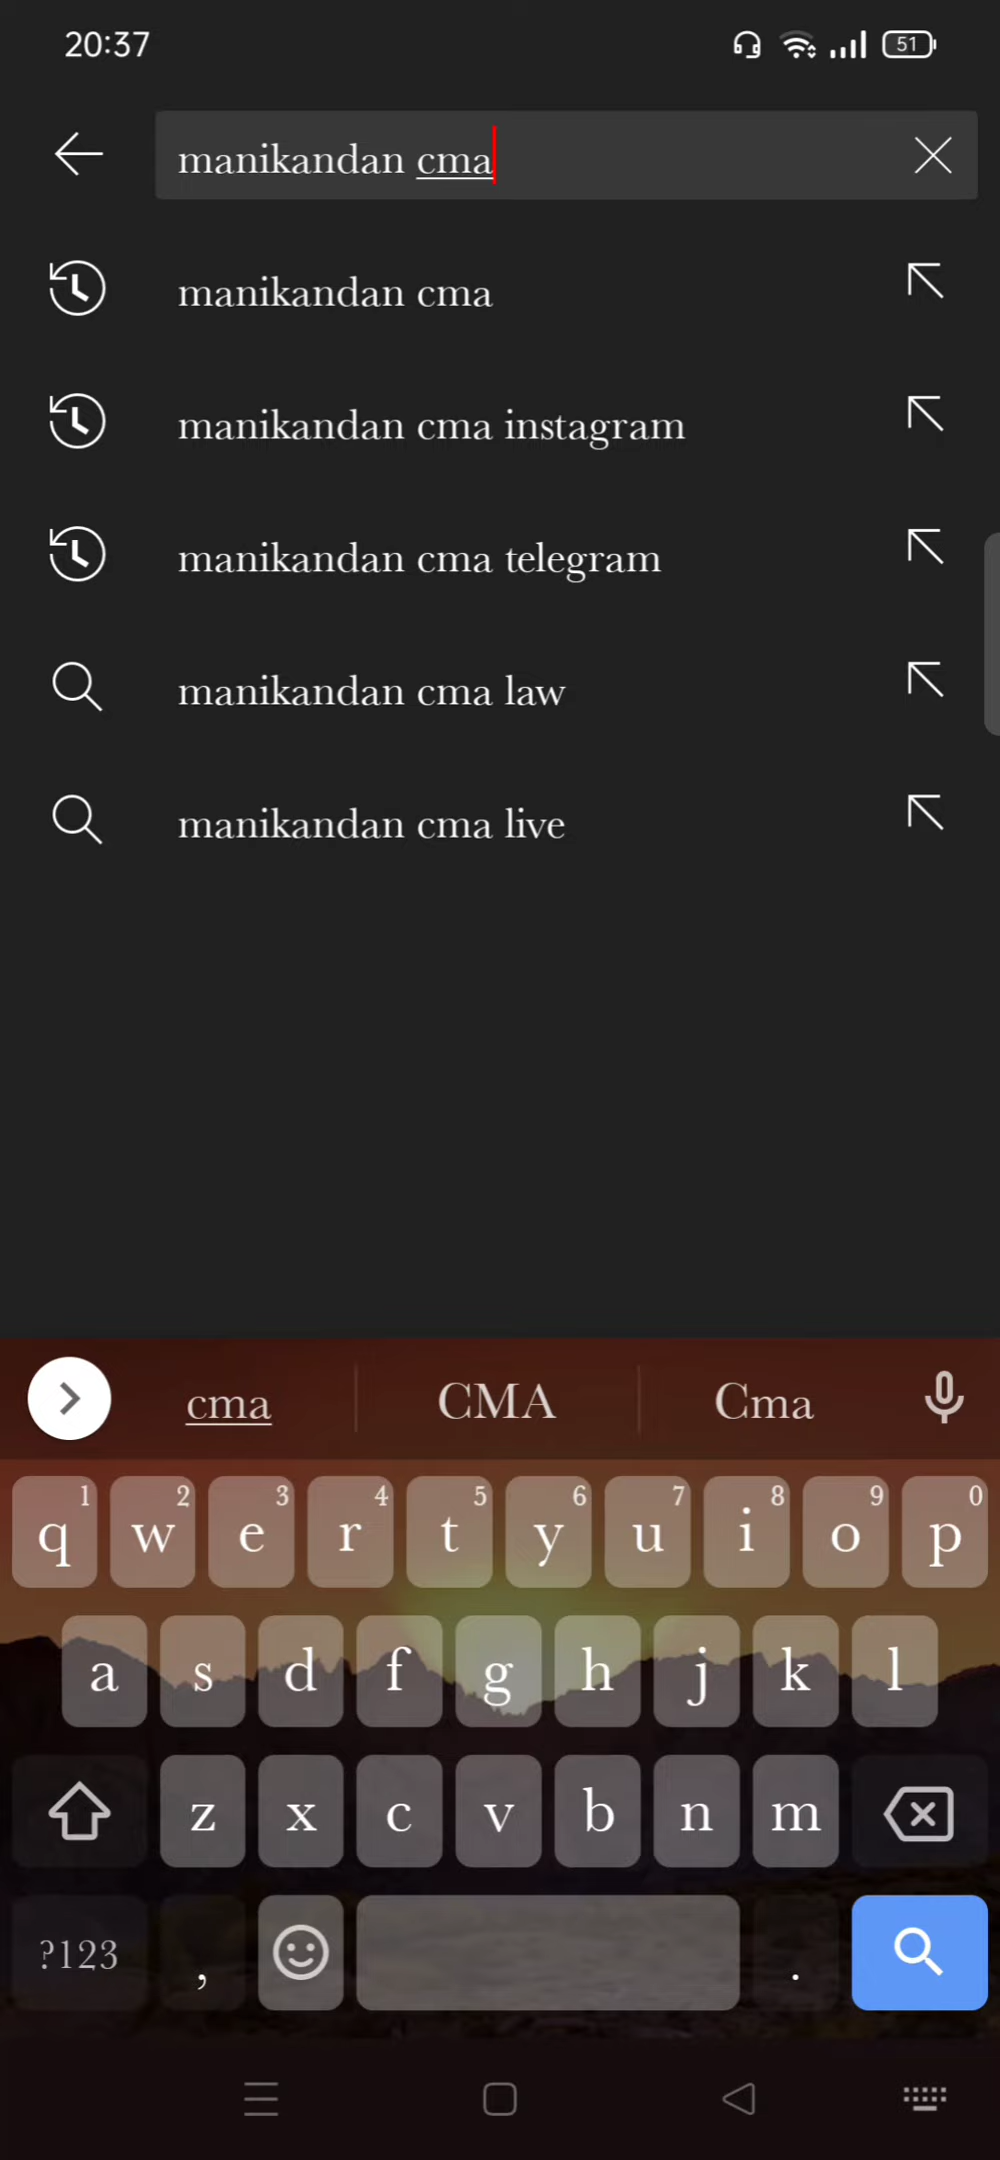 20:37
51
manikandan cma
manikandan cma
manikandan cma instagram
manikandan cma telegram
manikandan cma law
manikandan cma live
cma CMA Cma
1 2 3 4 5 6 7 8 9 0
q w e r t y u i o p
a s d f g h j k l
z x c v b n m
?123 , .